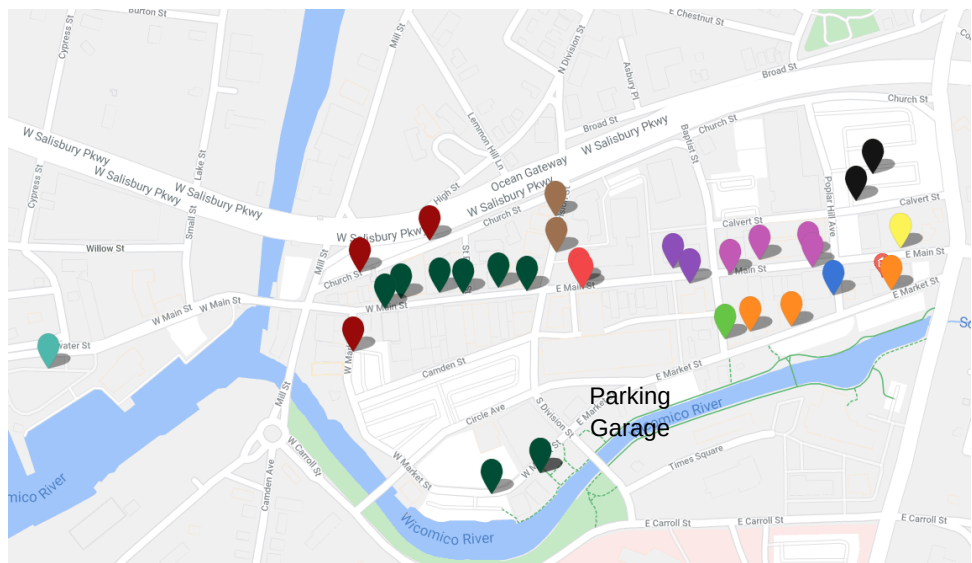 Burton St
E Chestnut St
Cypress St
Mill St
N Division St
Asbury Pl
Broad St
Church St
Lemmon Hill Ln
Broad St
W Salisbury Pkwy
Baptist St
Church St
W Salisbury Pkwy
Lake St
Ocean Gateway
W Salisbury Pkwy
W Salisbury Pkwy
Cypress St
High St
W Salisbury Pkwy
Poplar Hill Ave
Calvert St
Small St
Church St
Calvert St
Willow St
W Salisbury Pkwy
Mill St
E Main St
Church St
Main St
E Main St
E Market St
W Main St
W Main St
W Main St
Camden St
E Market St
Mill St
Parking
Garage
Circle Ave
S Division St
Wicomico River
W Carroll St
W Market St
Times Square
Camden Ave
Wicomico River
E Carroll St
E Carroll St
E Carroll St